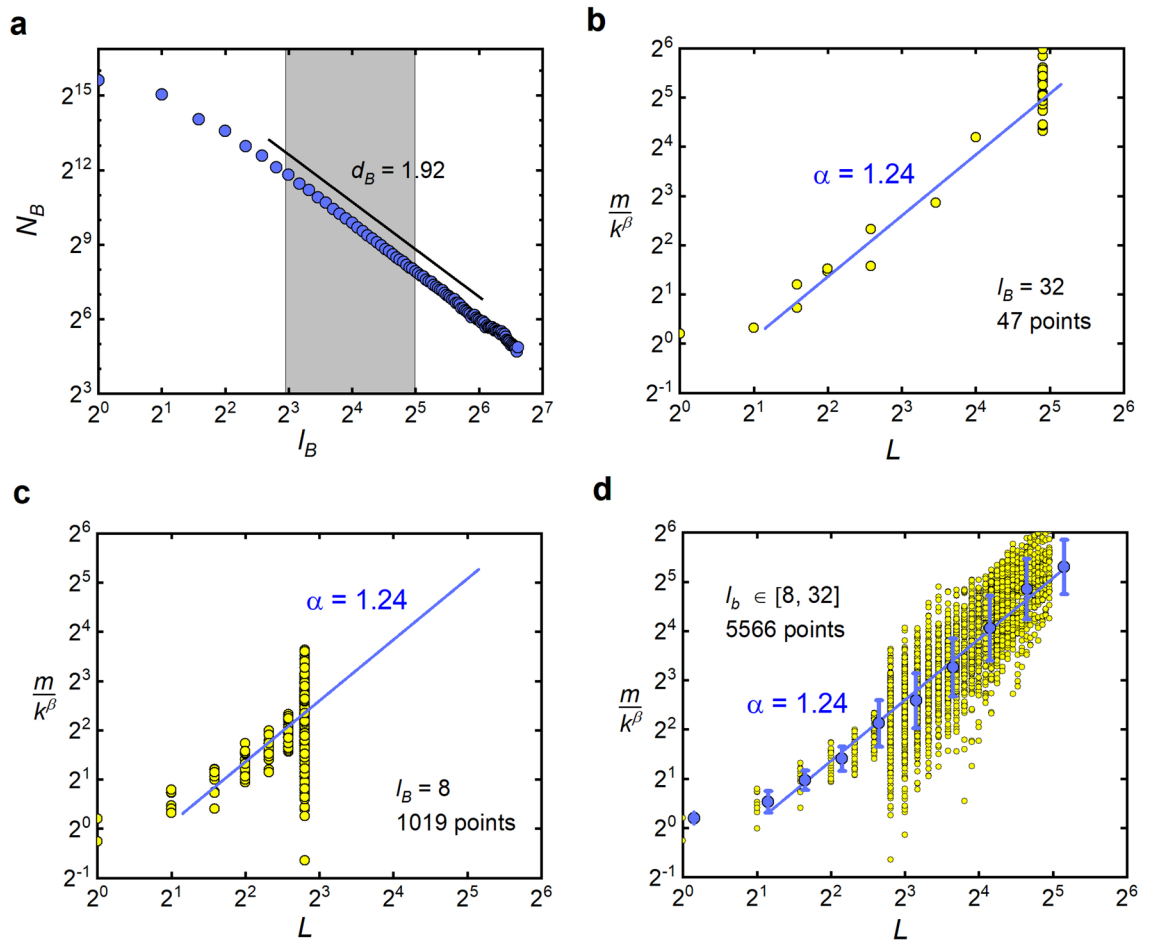 a
2^15
2^12
2^9
2^6
2^3
N_B
d_B = 1.92
2^0 2^1 2^2 2^3 2^4 2^5 2^6 2^7
l_B
b
2^6
2^5
2^4
2^3
2^2
2^1
2^0
2^-1
m
k^β
α = 1.24
l_B = 32
47 points
2^0 2^1 2^2 2^3 2^4 2^5 2^6
L
c
2^6
2^5
2^4
2^3
2^2
2^1
2^0
2^-1
m
k^β
α = 1.24
l_B = 8
1019 points
2^0 2^1 2^2 2^3 2^4 2^5 2^6
L
d
2^6
2^5
2^4
2^3
2^2
2^1
2^0
2^-1
m
k^β
l_b ∈ [8, 32]
5566 points
α = 1.24
2^0 2^1 2^2 2^3 2^4 2^5 2^6
L